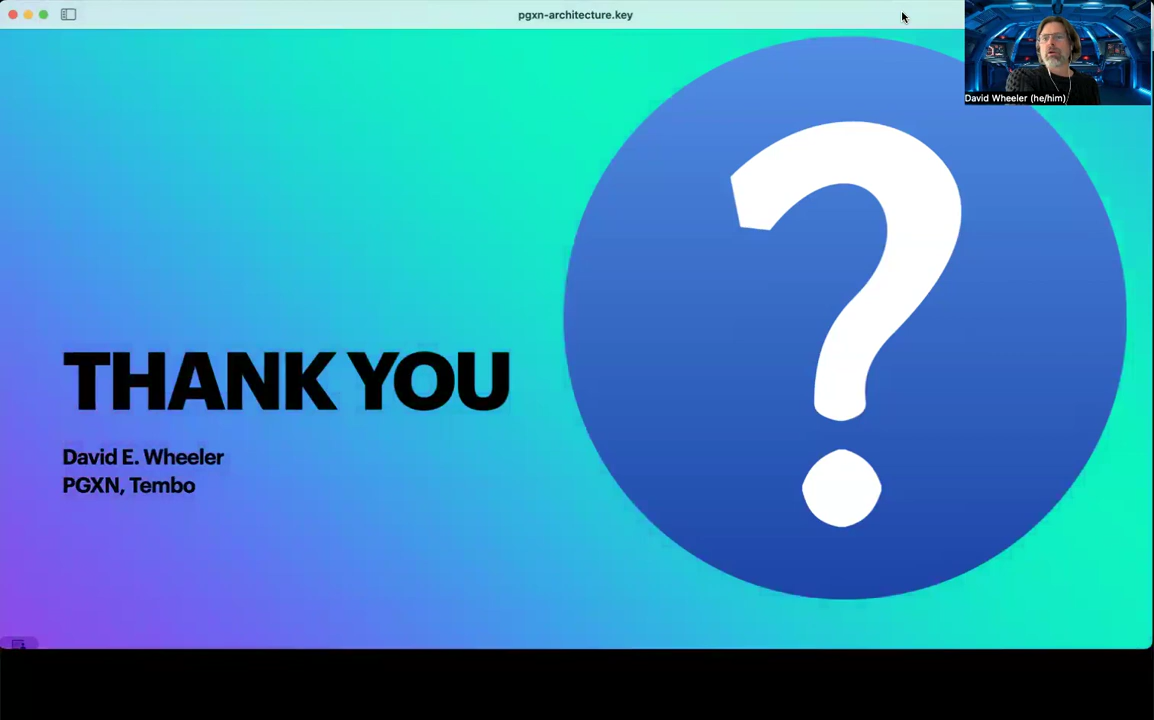 pgxn-architecture.key
David Wheeler (he/him)
?
THANK YOU
David E. Wheeler
PGXN, Tembo